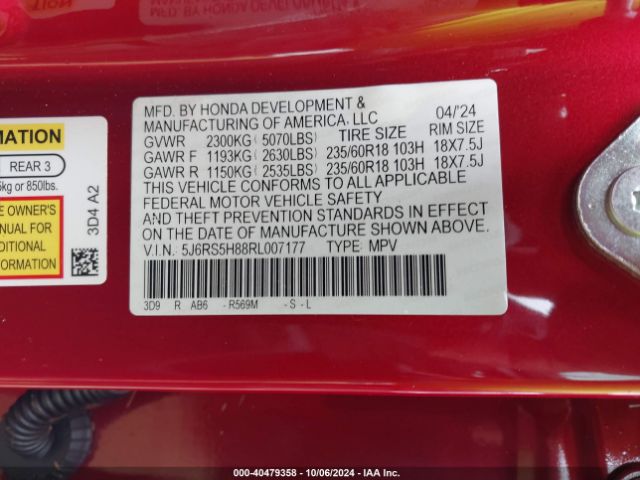 MFD. BY HONDA DEVELOPMENT &
MANUFACTURING OF AMERICA, LLC 04/'24
GVWR 2300KG ( 5070LBS) TIRE SIZE RIM SIZE
GAWR F 1193KG ( 2630LBS) 235/60R18 103H 18X7.5J
GAWR R 1150KG ( 2535LBS) 235/60R18 103H 18X7.5J
THIS VEHICLE CONFORMS TO ALL APPLICABLE
FEDERAL MOTOR VEHICLE SAFETY
AND THEFT PREVENTION STANDARDS IN EFFECT
ON THE DATE OF MANUFACTURE SHOWN ABOVE.
V.I.N. 5J6RS5H88RL007177 TYPE: MPV
3D9 R AB6 - R569M - S - L
REAR 3
kg or 850lbs.
OWNER'S
FOR
3D4 A2
000-40479358 - 10/06/2024 - IAA Inc.